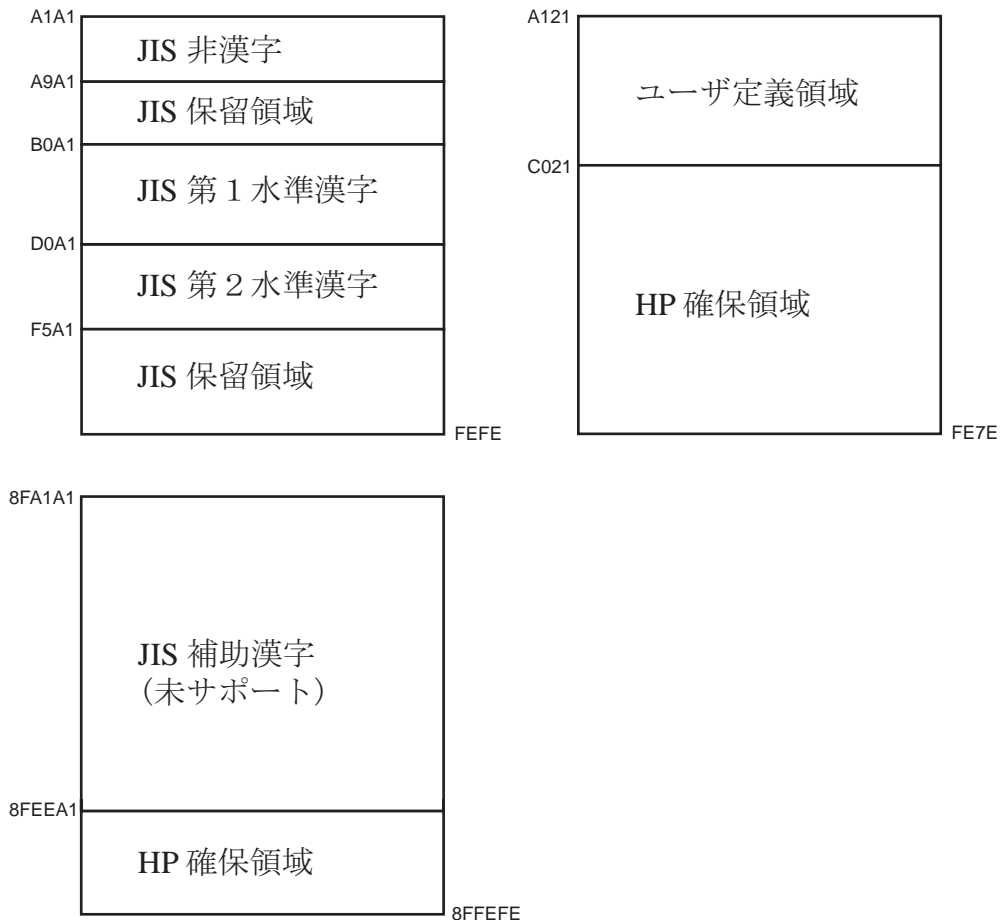 A1A1
JIS 非漢字
A9A1
JIS 保留領域
B0A1
JIS 第１水準漢字
D0A1
JIS 第２水準漢字
F5A1
JIS 保留領域
FEFE
A121
ユーザ定義領域
C021
HP 確保領域
FE7E
8FA1A1
JIS 補助漢字
（未サポート）
8FEEA1
HP 確保領域
8FFEFE